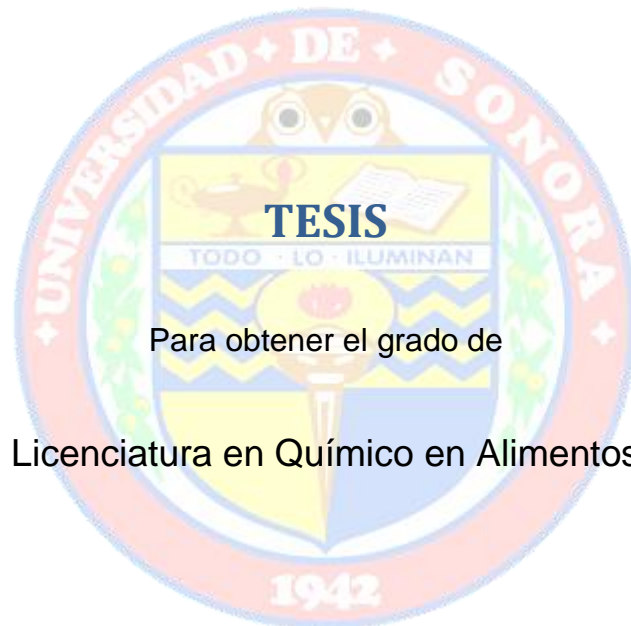 UNIVERSIDAD DE SONORA
TESIS
TODO · LO · ILUMINAN
Para obtener el grado de
Licenciatura en Químico en Alimentos
1942